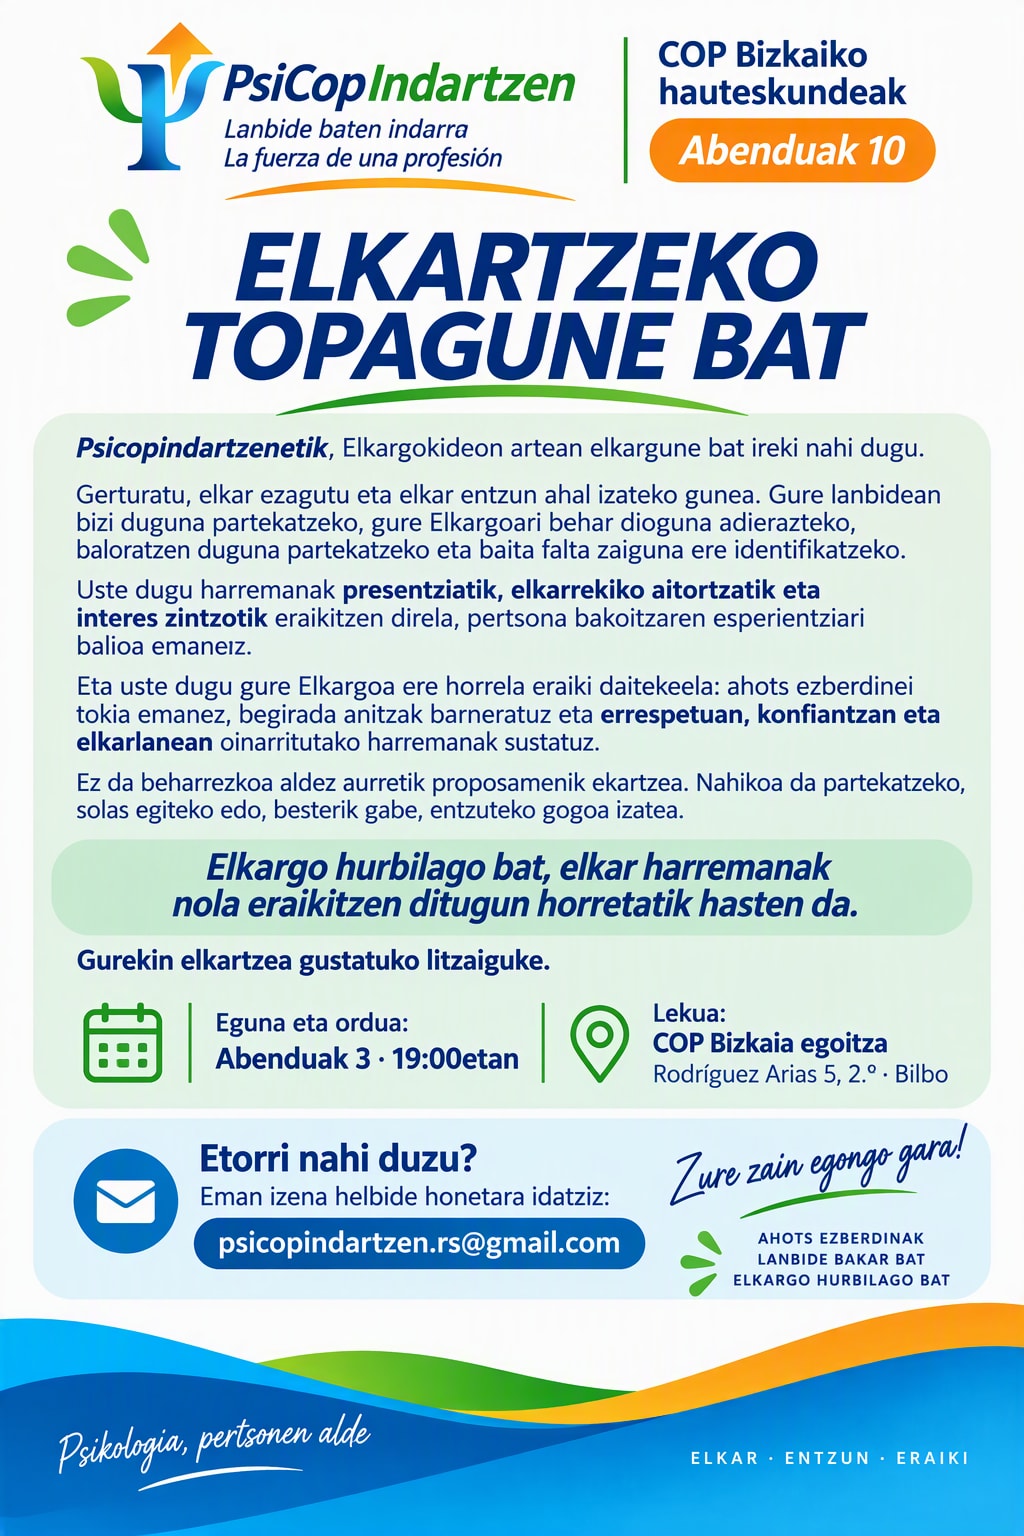 PsiCopIndartzen
Lanbide baten indarra
La fuerza de una profesión
COP Bizkaiko
hauteskundeak
Abenduak 10
ELKARTZEKO
TOPAGUNE BAT
Psicopindartzenetik, Elkargokideon artean elkargune bat ireki nahi dugu.
Gerturatu, elkar ezagutu eta elkar entzun ahal izateko gunea. Gure lanbidean
bizi duguna partekatzeko, gure Elkargoari behar dioguna adierazteko,
baloratzen duguna partekatzeko eta baita falta zaiguna ere identifikatzeko.
Uste dugu harremanak presentziatik, elkarrekiko aitortzatik eta
interes zintzotik eraikitzen direla, pertsona bakoitzaren esperientziari
balioa emanez.
Eta uste dugu gure Elkargoa ere horrela eraiki daitekeela: ahots ezberdinei
tokia emanez, begirada anitzak barneratuz eta errespetuan, konfiantzan eta
elkarlanean oinarritutako harremanak sustatuz.
Ez da beharrezkoa aldez aurretik proposamenik ekartzea. Nahikoa da partekatzeko,
solas egiteko edo, besterik gabe, entzuteko gogoa izatea.
Elkargo hurbilago bat, elkar harremanak
nola eraikitzen ditugun horretatik hasten da.
Gurekin elkartzea gustatuko litzaiguke.
Eguna eta ordua:
Abenduak 3 · 19:00etan
Lekua:
COP Bizkaia egoitza
Rodríguez Arias 5, 2.º · Bilbo
Etorri nahi duzu?
Eman izena helbide honetara idatziz:
psicopindartzen.rs@gmail.com
Zure zain egongo gara!
AHOTS EZBERDINAK
LANBIDE BAKAR BAT
ELKARGO HURBILAGO BAT
Psikologia, pertsonen alde
ELKAR · ENTZUN · ERAIKI